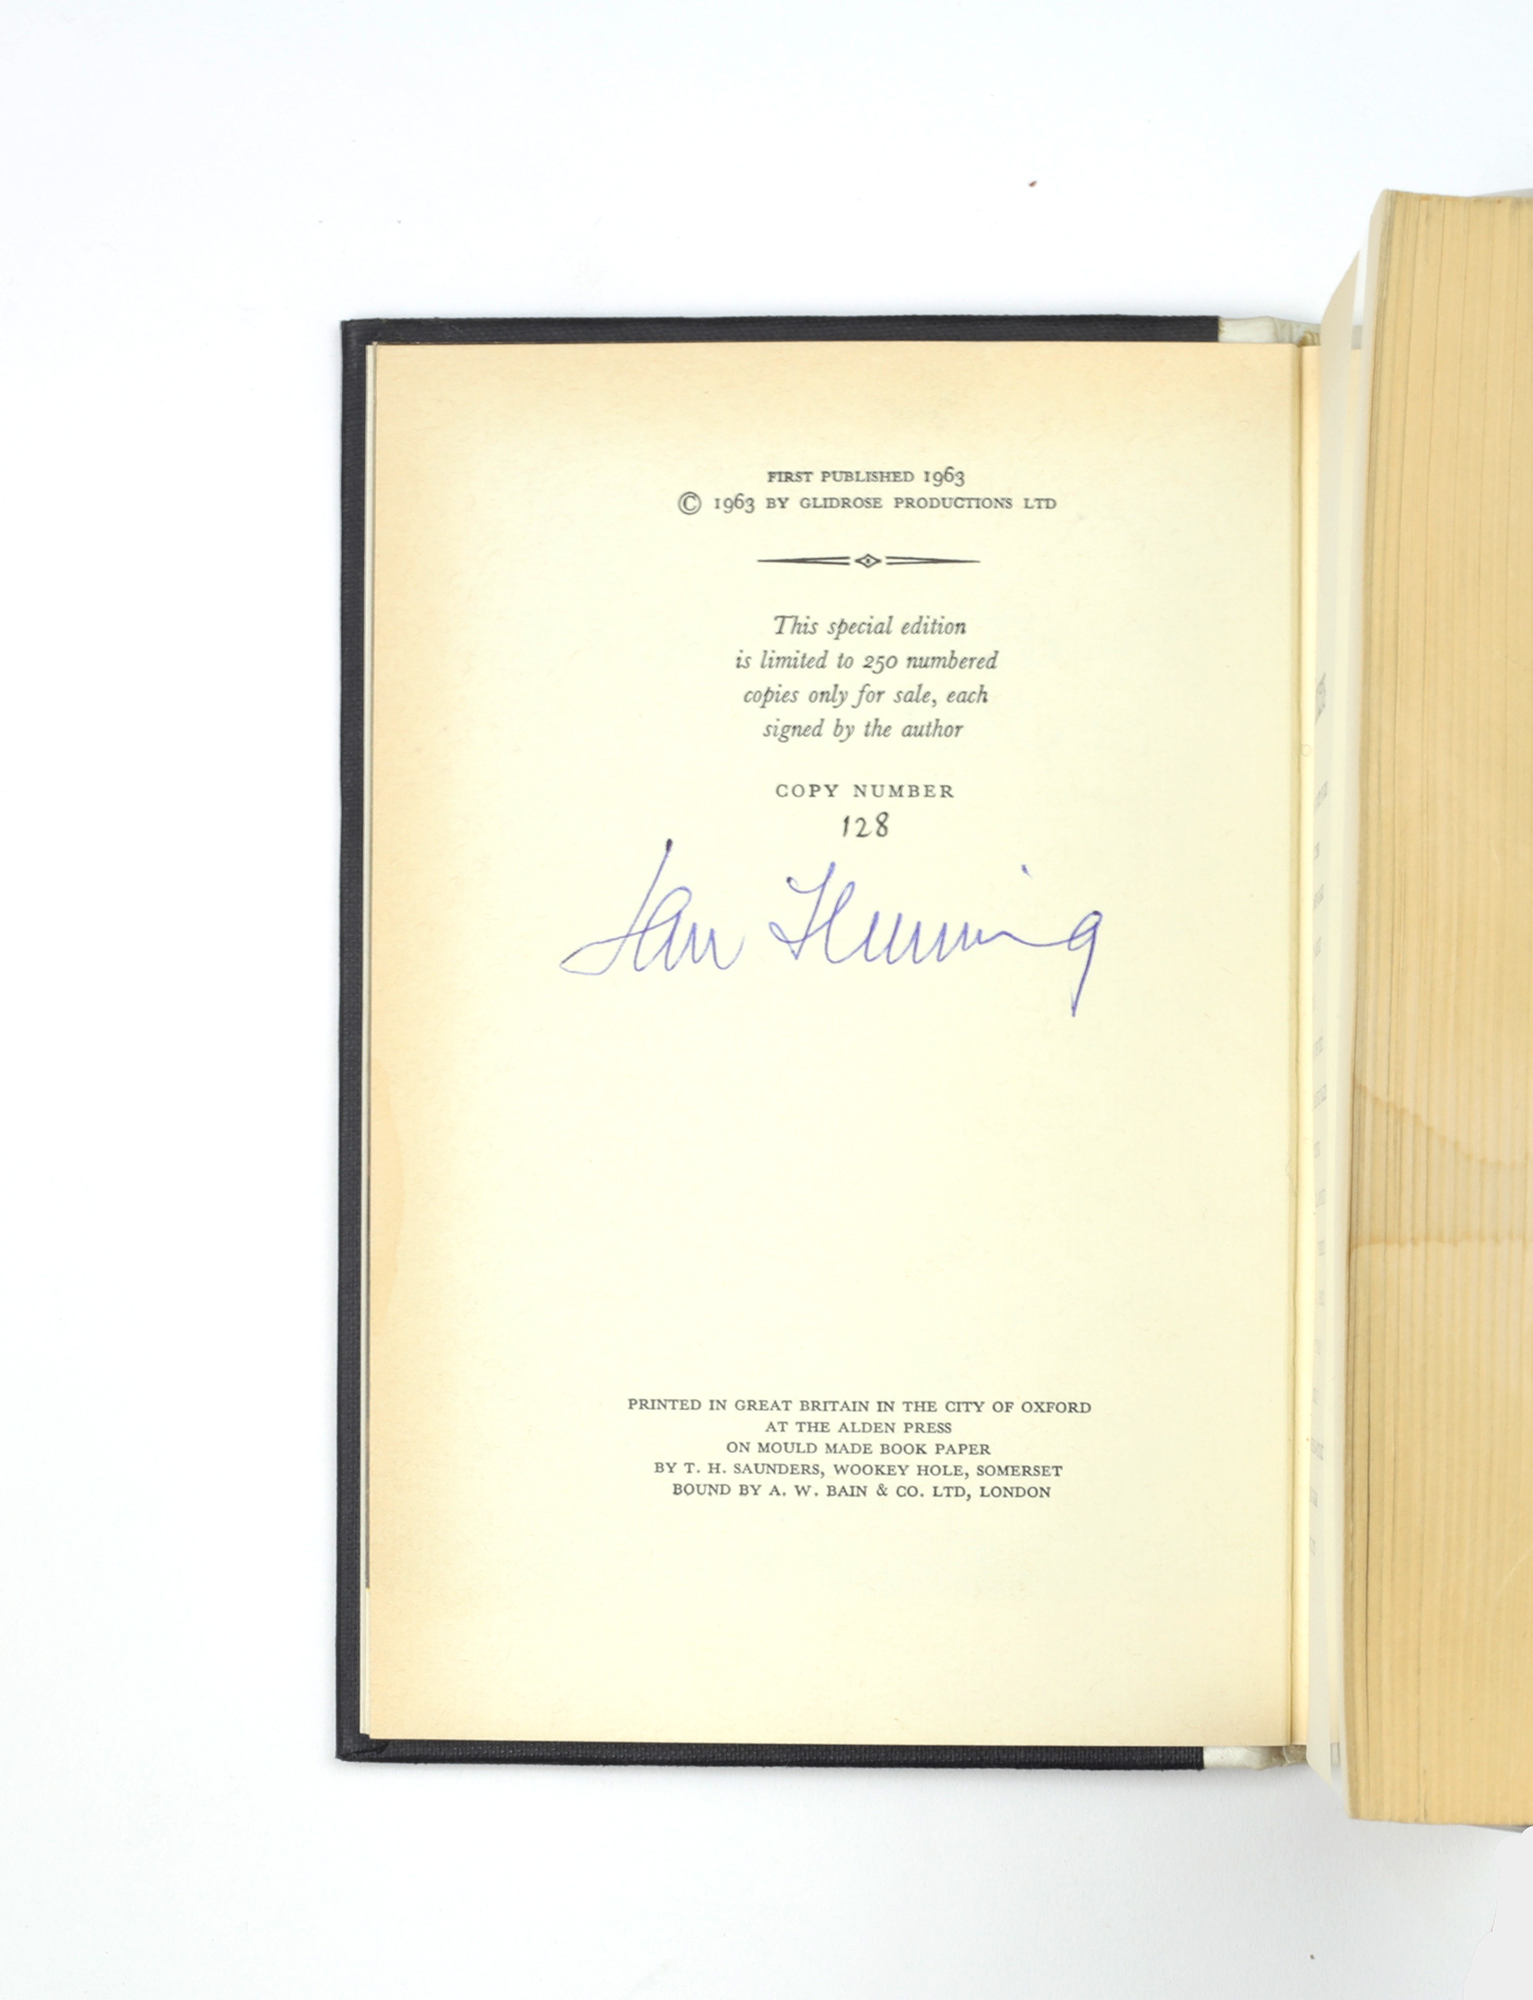 FIRST PUBLISHED 1963
© 1963 BY GLIDROSE PRODUCTIONS LTD
This special edition
is limited to 250 numbered
copies only for sale, each
signed by the author
COPY NUMBER
128
Ian Fleming
PRINTED IN GREAT BRITAIN IN THE CITY OF OXFORD
AT THE ALDEN PRESS
ON MOULD MADE BOOK PAPER
BY T. H. SAUNDERS, WOOKEY HOLE, SOMERSET
BOUND BY A. W. BAIN & CO. LTD, LONDON